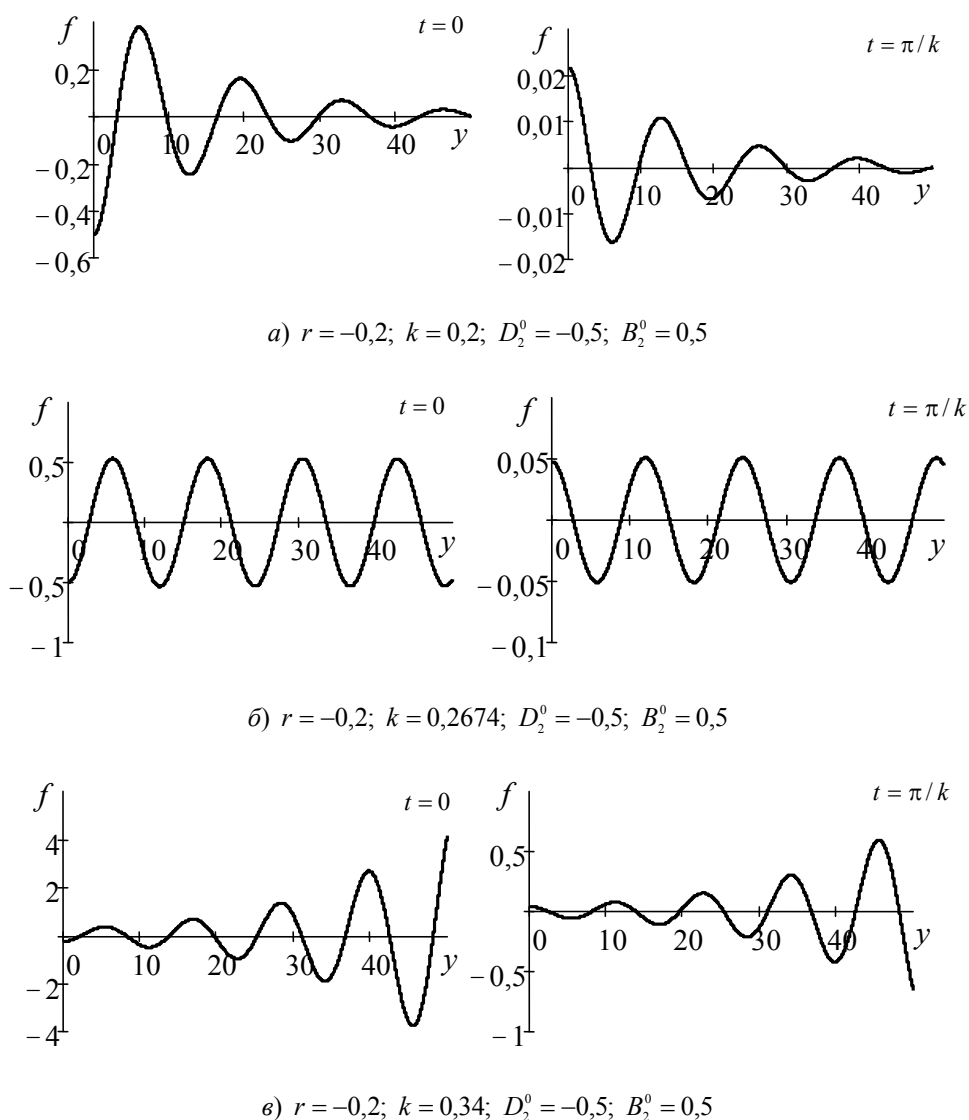 f t = 0
0,2
0 10 20 30 40 y
− 0,2
− 0,4
− 0,6
f t = π / k
0,02
0,01
0 10 20 30 40 y
− 0,01
− 0,02
а) r = −0,2; k = 0,2; D₂⁰ = −0,5; B₂⁰ = 0,5
f t = 0
0,5
0 10 20 30 40 y
− 0,5
− 1
f t = π / k
0,05
0 10 20 30 40 y
− 0,05
− 0,1
б) r = −0,2; k = 0,2674; D₂⁰ = −0,5; B₂⁰ = 0,5
f t = 0
4
2
0 10 20 30 40 y
− 2
− 4
f t = π / k
0,5
0 10 20 30 40 y
− 0,5
− 1
в) r = −0,2; k = 0,34; D₂⁰ = −0,5; B₂⁰ = 0,5